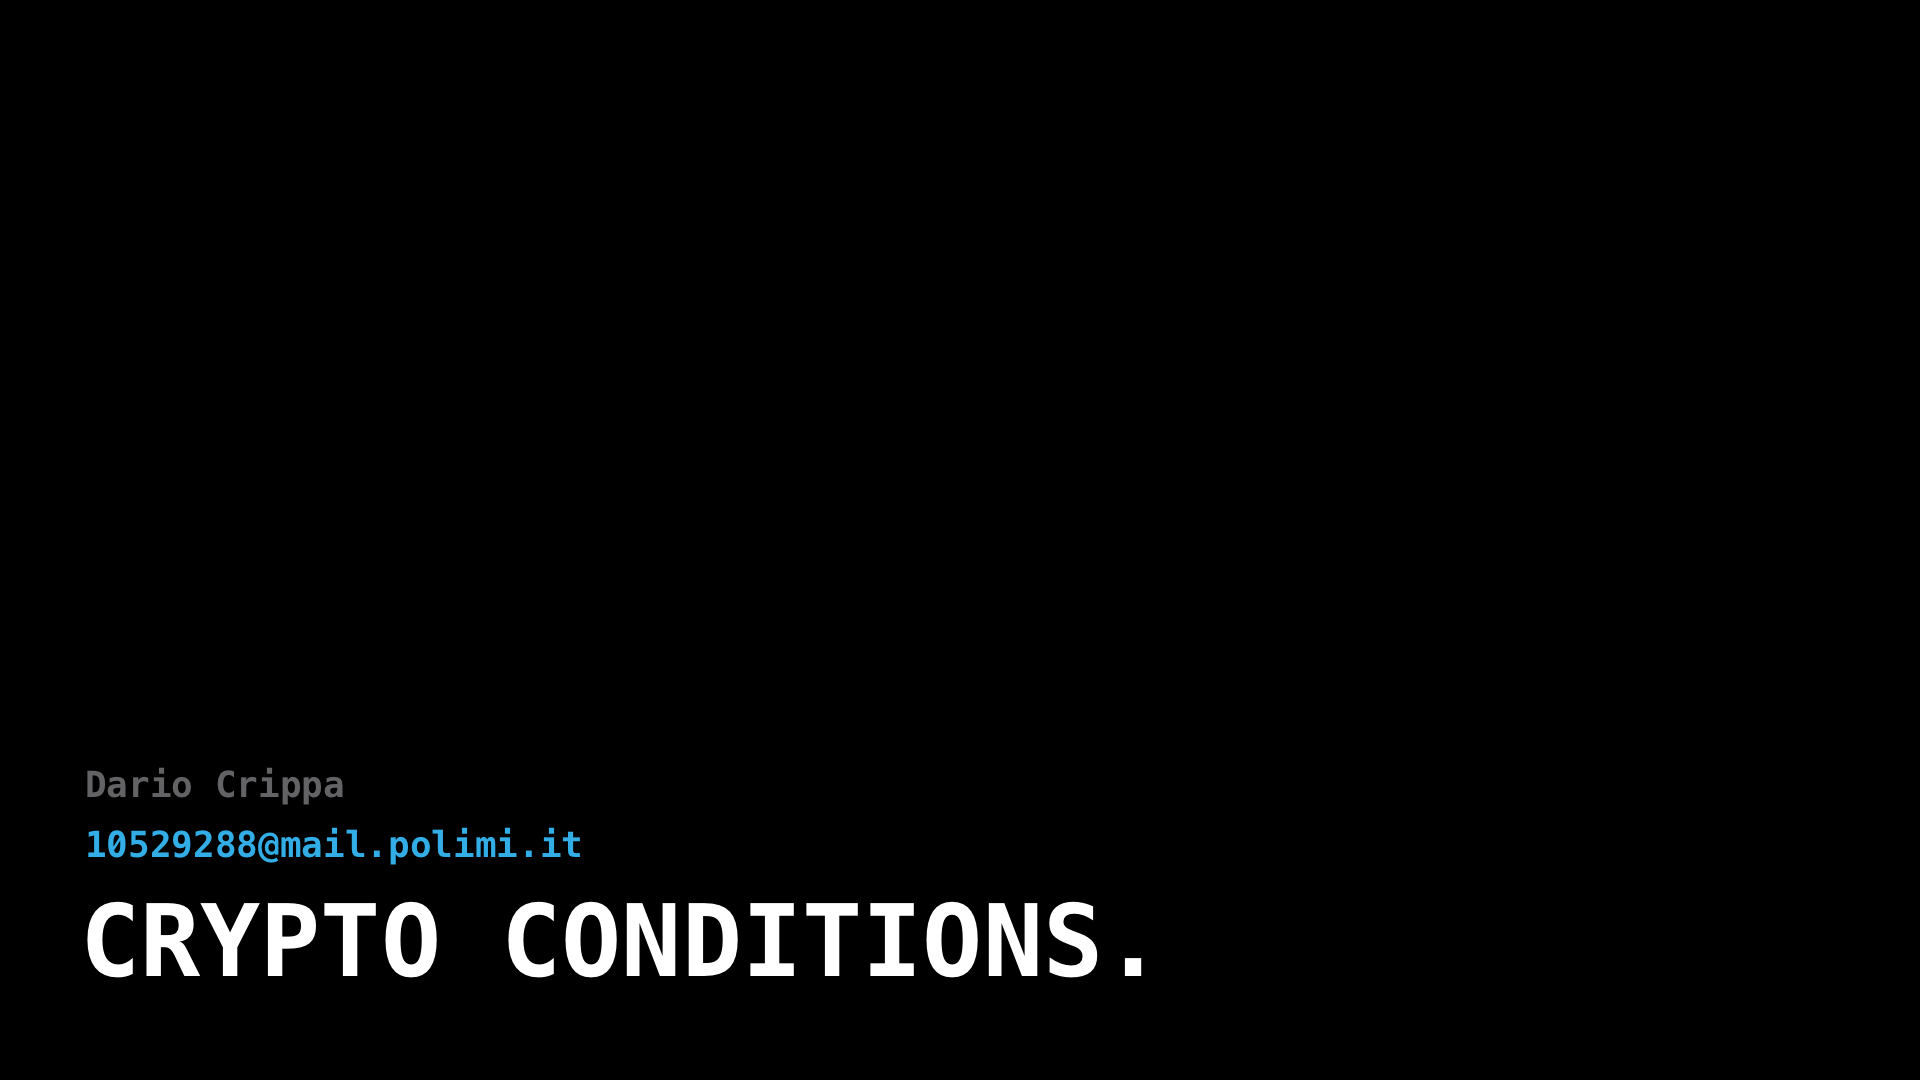 Dario Crippa
10529288@mail.polimi.it
CRYPTO CONDITIONS.